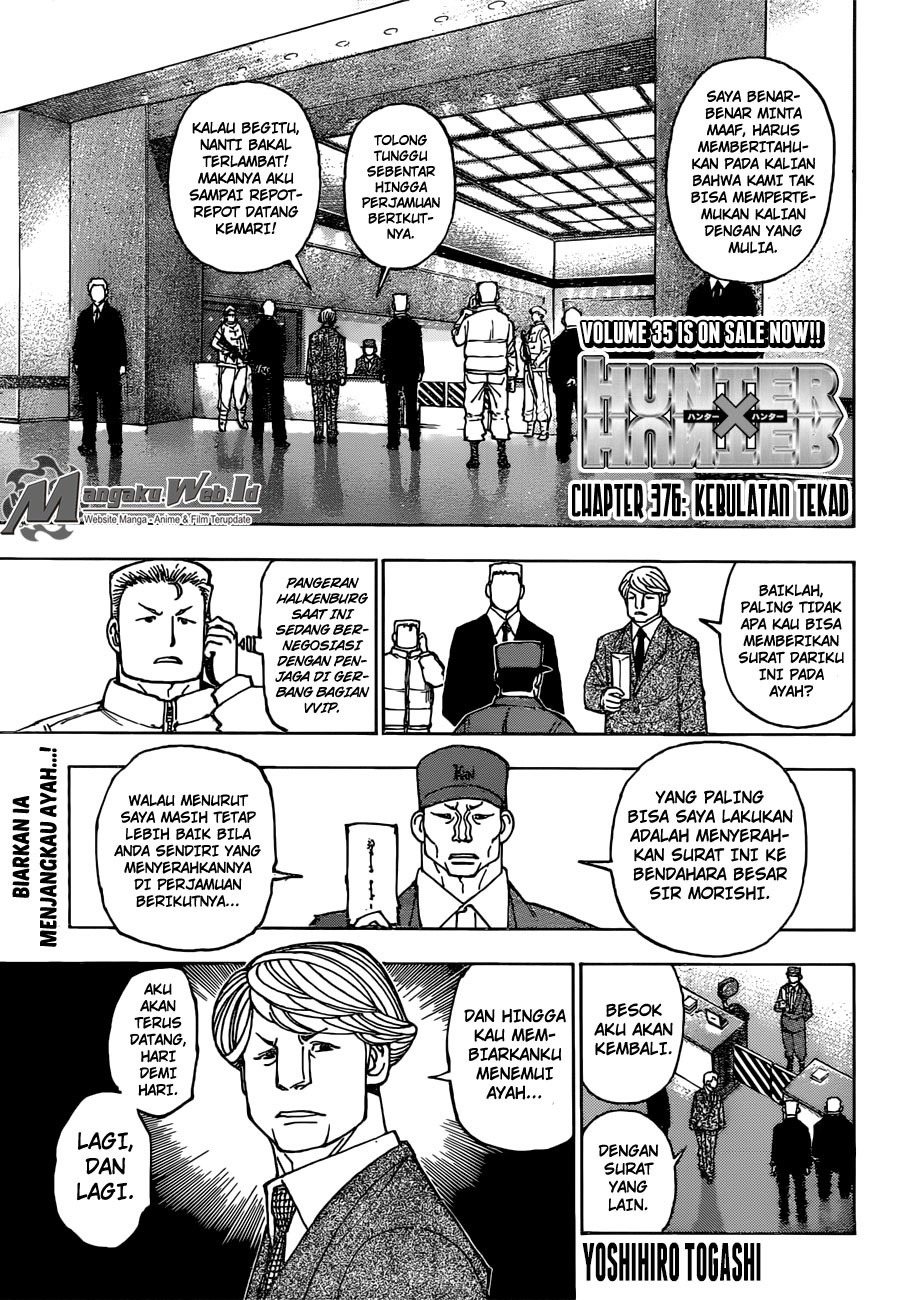 SAYA BENAR-
BENAR MINTA
MAAF, HARUS
MEMBERITAHU-
KAN PADA KALIAN
BAHWA KAMI TAK
BISA MEMPERTE-
MUKAN KALIAN
DENGAN YANG
MULIA.
TOLONG
TUNGGU
SEBENTAR
HINGGA
PERJAMUAN
BERIKUT-
NYA.
KALAU BEGITU,
NANTI BAKAL
TERLAMBAT!
MAKANYA AKU
SAMPAI REPOT-
REPOT DATANG
KEMARI!
VOLUME 35 IS ON SALE NOW!!
HUNTER
ハンター × ハンター
HUNTER
CHAPTER 376: KEBULATAN TEKAD
MangakuWeb.Id
Website Manga - Anime & Film Terupdate
BAIKLAH,
PALING TIDAK
APA KAU BISA
MEMBERIKAN
SURAT DARIKU
INI PADA
AYAH?
PANGERAN
HALKENBURG
SAAT INI
SEDANG BER-
NEGOSIASI
DENGAN PEN-
JAGA DI GER-
BANG BAGIAN
VVIP.
YANG PALING
BISA SAYA LAKUKAN
ADALAH MENYERAH-
KAN SURAT INI KE
BENDAHARA BESAR
SIR MORISHI.
WALAU MENURUT
SAYA MASIH TETAP
LEBIH BAIK BILA
ANDA SENDIRI YANG
MENYERAHKANNYA
DI PERJAMUAN
BERIKUTNYA...
BIARKAN IA
MENJANGKAU AYAH...!
BESOK
AKU AKAN
KEMBALI.
DENGAN
SURAT
YANG
LAIN.
DAN HINGGA
KAU MEM-
BIARKANKU
MENEMUI
AYAH...
AKU
AKAN
TERUS
DATANG,
HARI
DEMI
HARI.
LAGI,
DAN
LAGI.
YOSHIHIRO TOGASHI